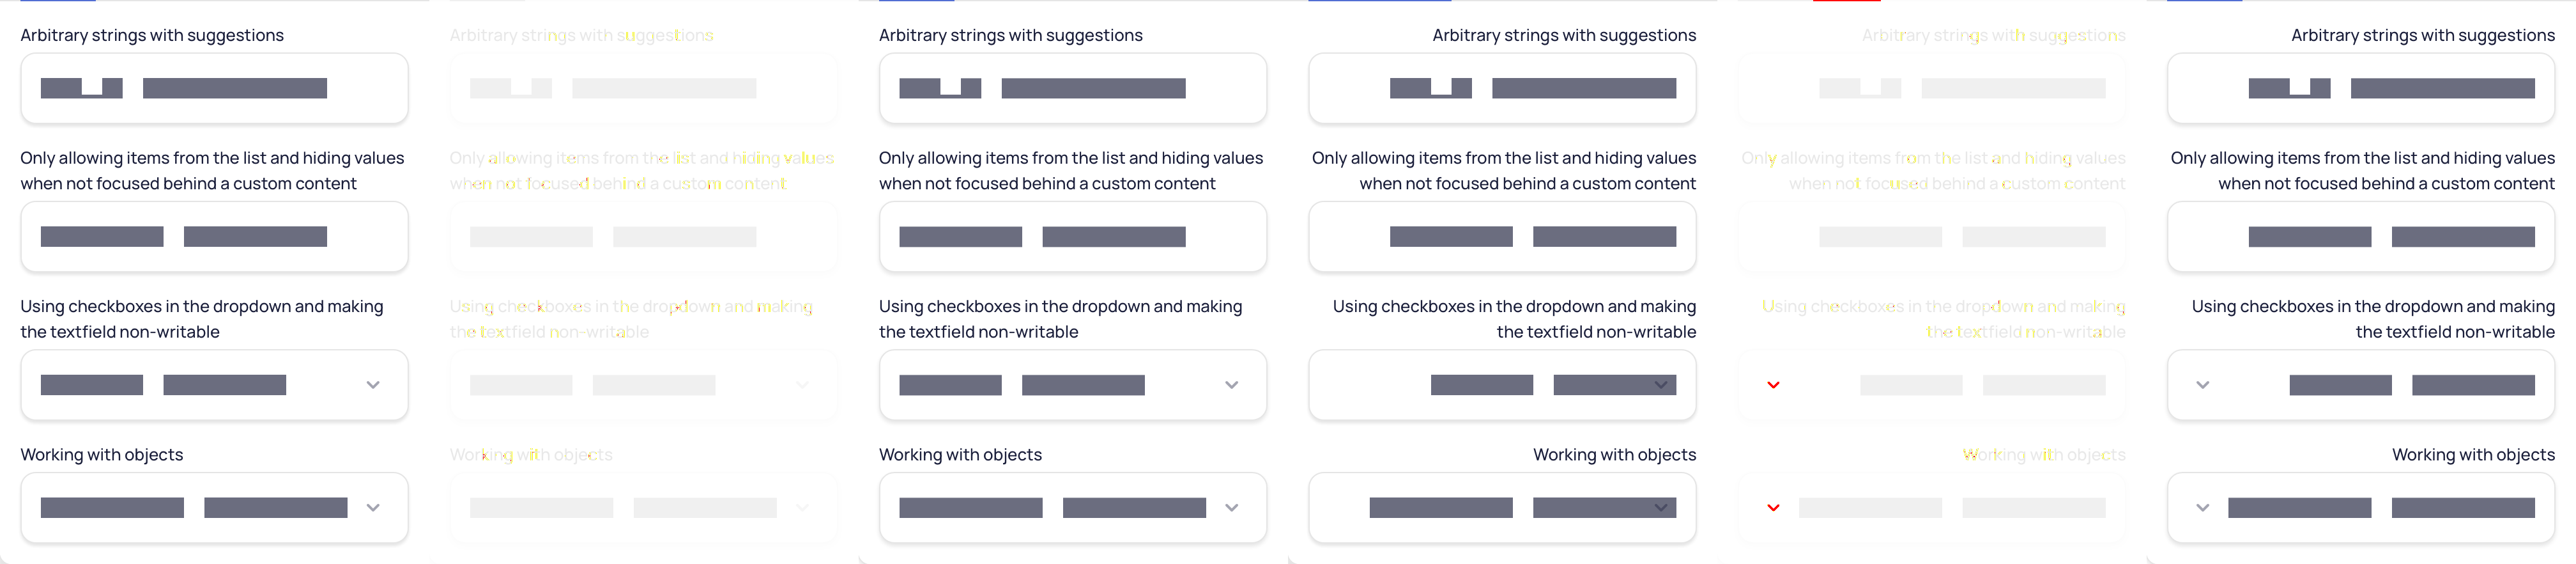 Arbitrary strings with suggestions
Only allowing items from the list and hiding values
when not focused behind a custom content
Using checkboxes in the dropdown and making
the textfield non-writable
Working with objects
Arbitrary strings with suggestions
Only allowing items from the list and hiding values
when not focused behind a custom content
Using checkboxes in the dropdown and making
the textfield non-writable
Working with objects
Arbitrary strings with suggestions
Only allowing items from the list and hiding values
when not focused behind a custom content
Using checkboxes in the dropdown and making
the textfield non-writable
Working with objects
Arbitrary strings with suggestions
Only allowing items from the list and hiding values
when not focused behind a custom content
Using checkboxes in the dropdown and making
the textfield non-writable
Working with objects
Arbitrary strings with suggestions
Only allowing items from the list and hiding values
when not focused behind a custom content
Using checkboxes in the dropdown and making
the textfield non-writable
Working with objects
Arbitrary strings with suggestions
Only allowing items from the list and hiding values
when not focused behind a custom content
Using checkboxes in the dropdown and making
the textfield non-writable
Working with objects